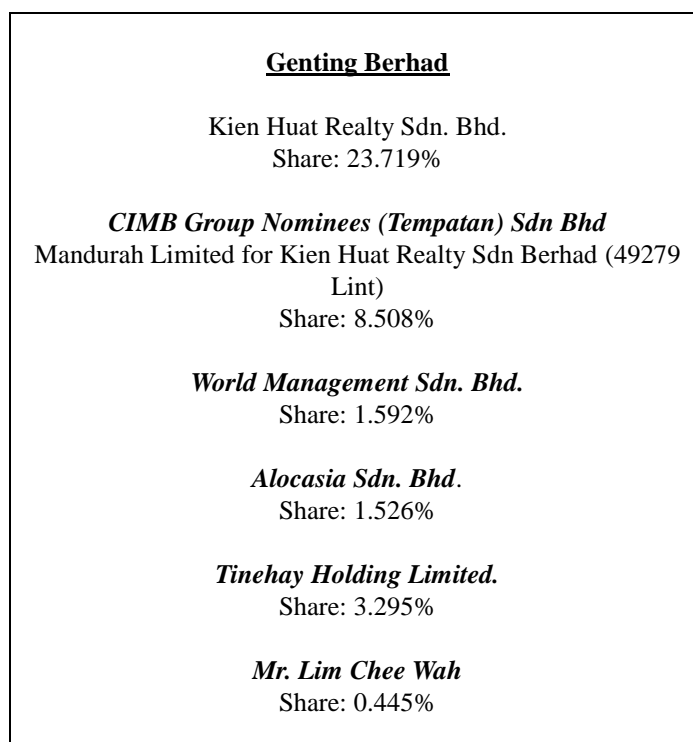 Genting Berhad
Kien Huat Realty Sdn. Bhd.
Share: 23.719%
CIMB Group Nominees (Tempatan) Sdn Bhd
Mandurah Limited for Kien Huat Realty Sdn Berhad (49279
Lint)
Share: 8.508%
World Management Sdn. Bhd.
Share: 1.592%
Alocasia Sdn. Bhd.
Share: 1.526%
Tinehay Holding Limited.
Share: 3.295%
Mr. Lim Chee Wah
Share: 0.445%